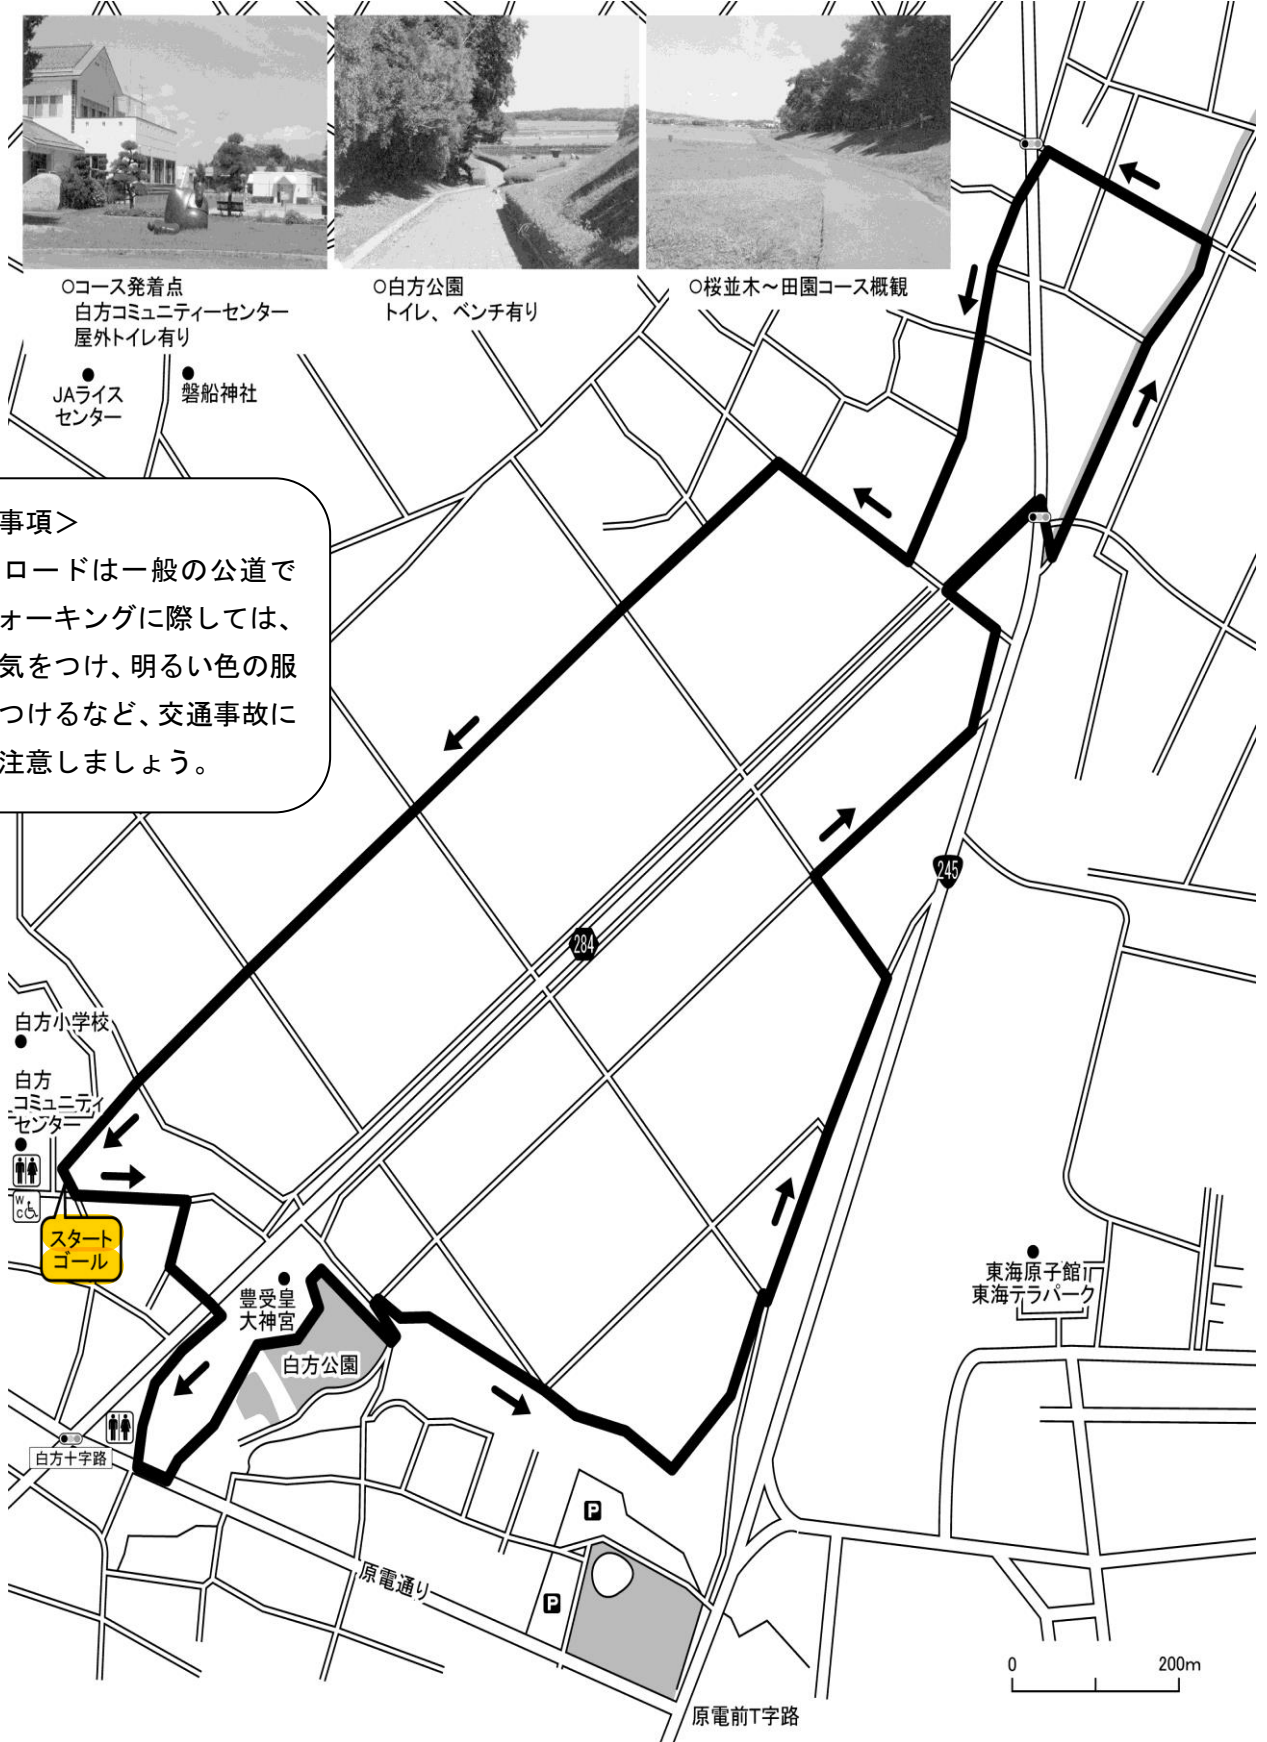 ○コース発着点
白方コミュニティーセンター
屋外トイレ有り
○白方公園
トイレ、ベンチ有り
○桜並木～田園コース概観
JAライス
センター
磐船神社
事項＞
ロードは一般の公道で
ォーキングに際しては、
気をつけ、明るい色の服
つけるなど、交通事故に
注意しましょう。
245
284
白方小学校
白方
コミュニティ
センター
WC
スタート
ゴール
豊受皇
大神宮
白方公園
東海原子館
東海テラパーク
白方十字路
P
原電通り
P
0 200m
原電前T字路